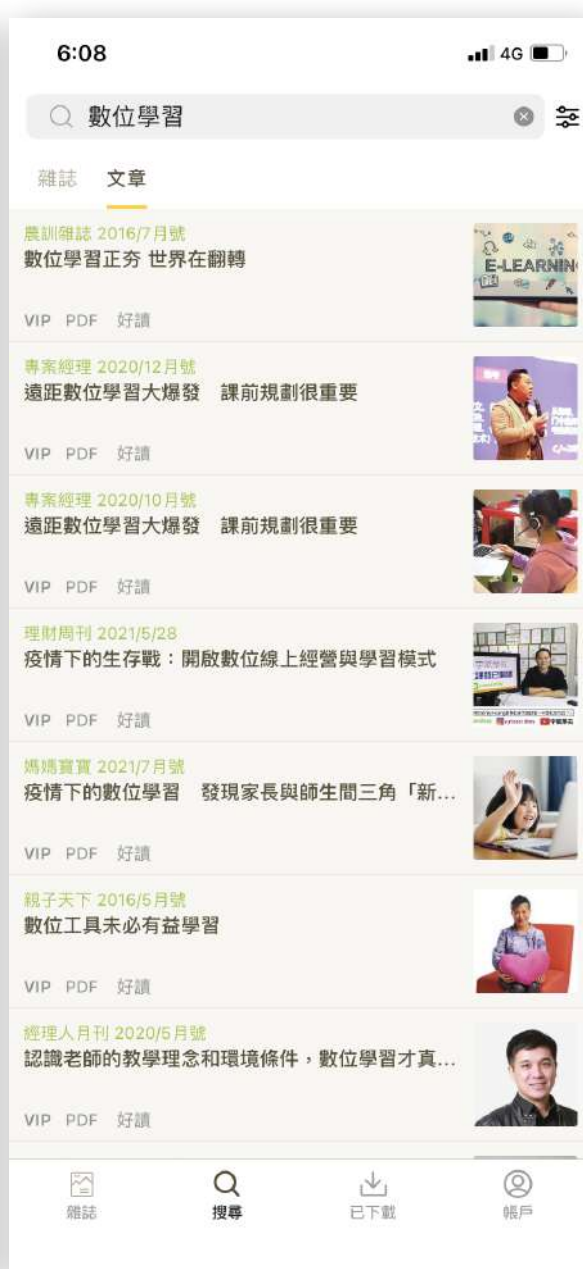 6:08
4G
數位學習
雜誌 文章
農訓雜誌 2016/7月號
數位學習正夯 世界在翻轉
E-LEARNIN
VIP PDF 好讀
專案經理 2020/12月號
遠距數位學習大爆發 課前規劃很重要
VIP PDF 好讀
專案經理 2020/10月號
遠距數位學習大爆發 課前規劃很重要
VIP PDF 好讀
理財周刊 2021/5/28
疫情下的生存戰：開啟數位線上經營與學習模式
VIP PDF 好讀
媽媽寶寶 2021/7月號
疫情下的數位學習 發現家長與師生間三角「新...
VIP PDF 好讀
親子天下 2016/5月號
數位工具未必有益學習
VIP PDF 好讀
經理人月刊 2020/5月號
認識老師的教學理念和環境條件，數位學習才真...
VIP PDF 好讀
雜誌 搜尋 已下載 帳戶